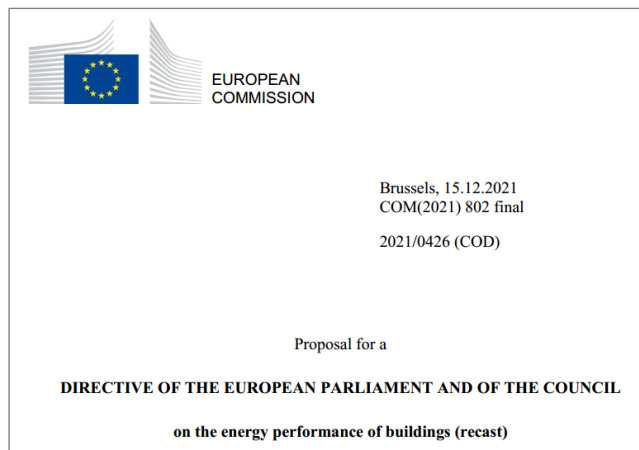 EUROPEAN
COMMISSION
Brussels, 15.12.2021
COM(2021) 802 final
2021/0426 (COD)
Proposal for a
DIRECTIVE OF THE EUROPEAN PARLIAMENT AND OF THE COUNCIL
on the energy performance of buildings (recast)